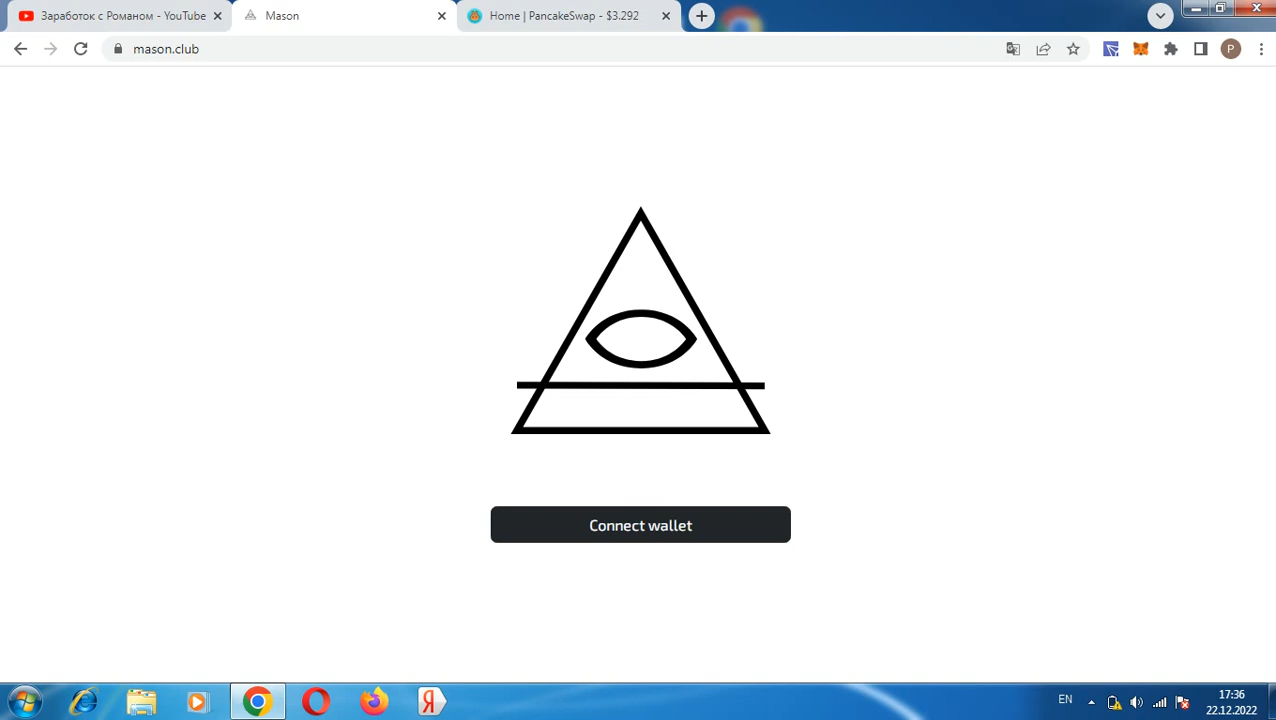 Заработок с Романом - YouTube
Mason
Home | PancakeSwap - $3.292
mason.club
P
Connect wallet
Я
EN
17:36
22.12.2022